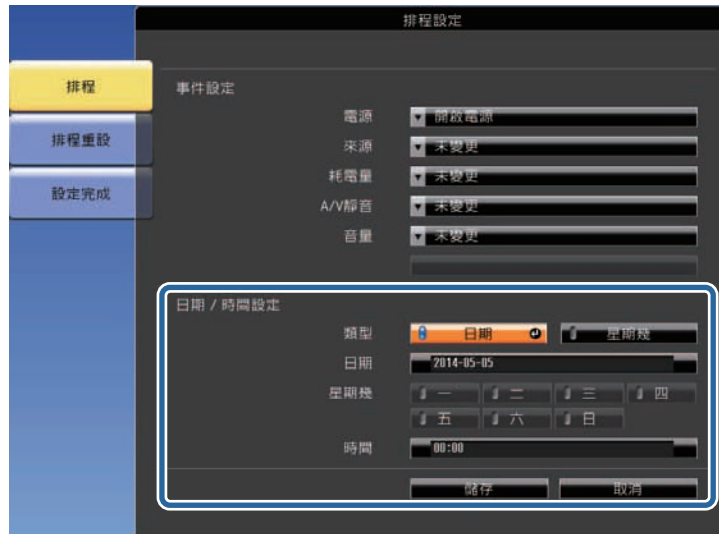 排程設定
排程
排程重設
設定完成
事件設定
電源 開啟電源
來源 未變更
耗電量 未變更
A/V靜音 未變更
音量 未變更
日期 / 時間設定
類型 日期 星期幾
日期 2014-05-05
星期幾 一 二 三 四
五 六 日
時間 00:00
儲存 取消